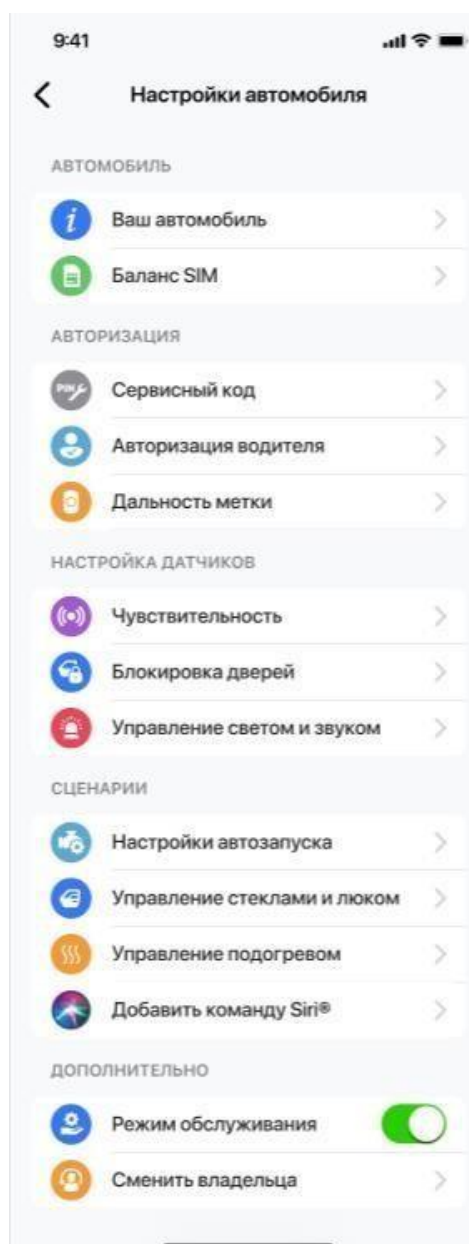 9:41
Настройки автомобиля
АВТОМОБИЛЬ
Ваш автомобиль
Баланс SIM
АВТОРИЗАЦИЯ
PIN
Сервисный код
Авторизация водителя
Дальность метки
НАСТРОЙКА ДАТЧИКОВ
Чувствительность
Блокировка дверей
Управление светом и звуком
СЦЕНАРИИ
Настройки автозапуска
Управление стеклами и люком
Управление подогревом
Добавить команду Siri®
ДОПОЛНИТЕЛЬНО
Режим обслуживания
Сменить владельца